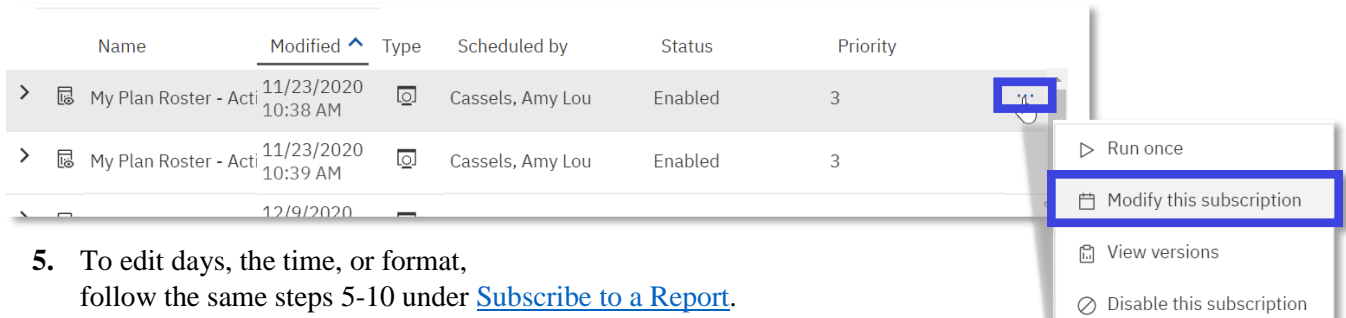 Name Modified Type Scheduled by Status Priority
My Plan Roster - Acti 11/23/2020 10:38 AM Cassels, Amy Lou Enabled 3
My Plan Roster - Acti 11/23/2020 10:39 AM Cassels, Amy Lou Enabled 3
12/9/2020
Run once
Modify this subscription
View versions
Disable this subscription
5. To edit days, the time, or format,
follow the same steps 5-10 under Subscribe to a Report.